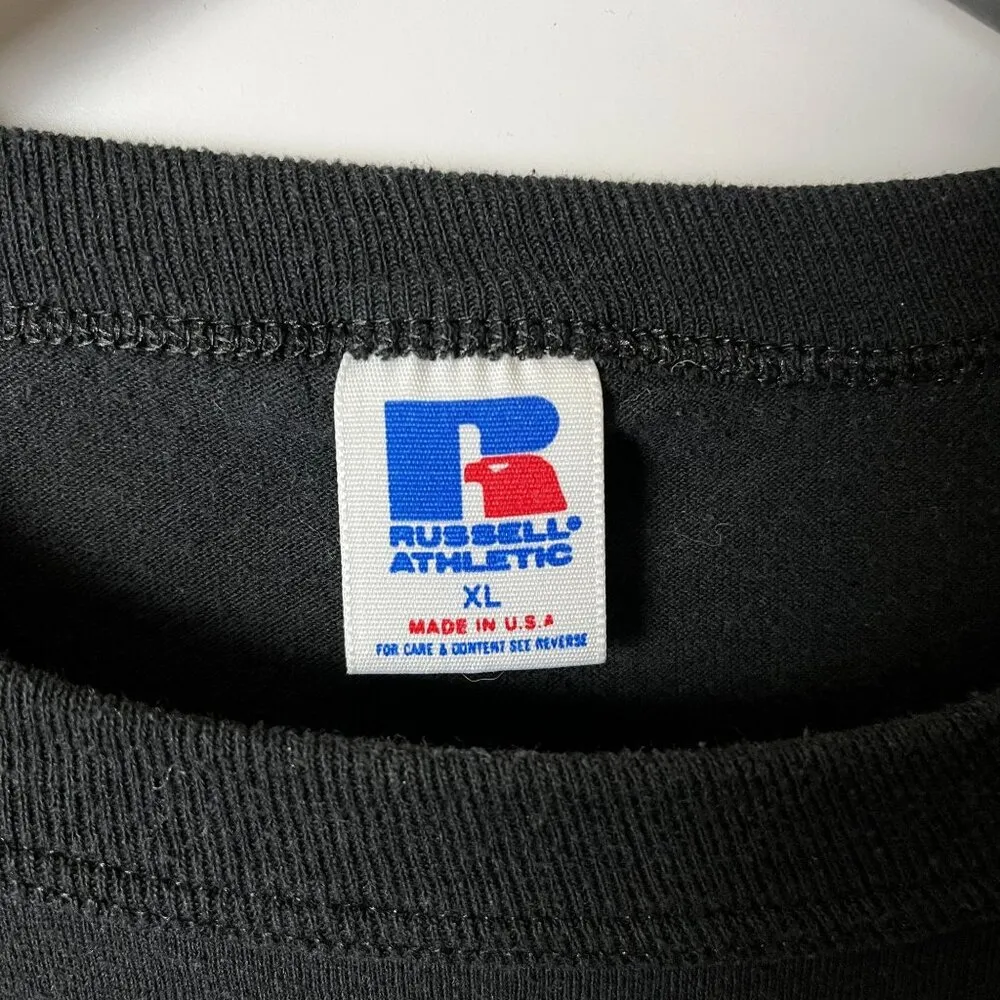 RUSSELL®
ATHLETIC
XL
MADE IN U.S.A
FOR CARE & CONTENT SEE REVERSE